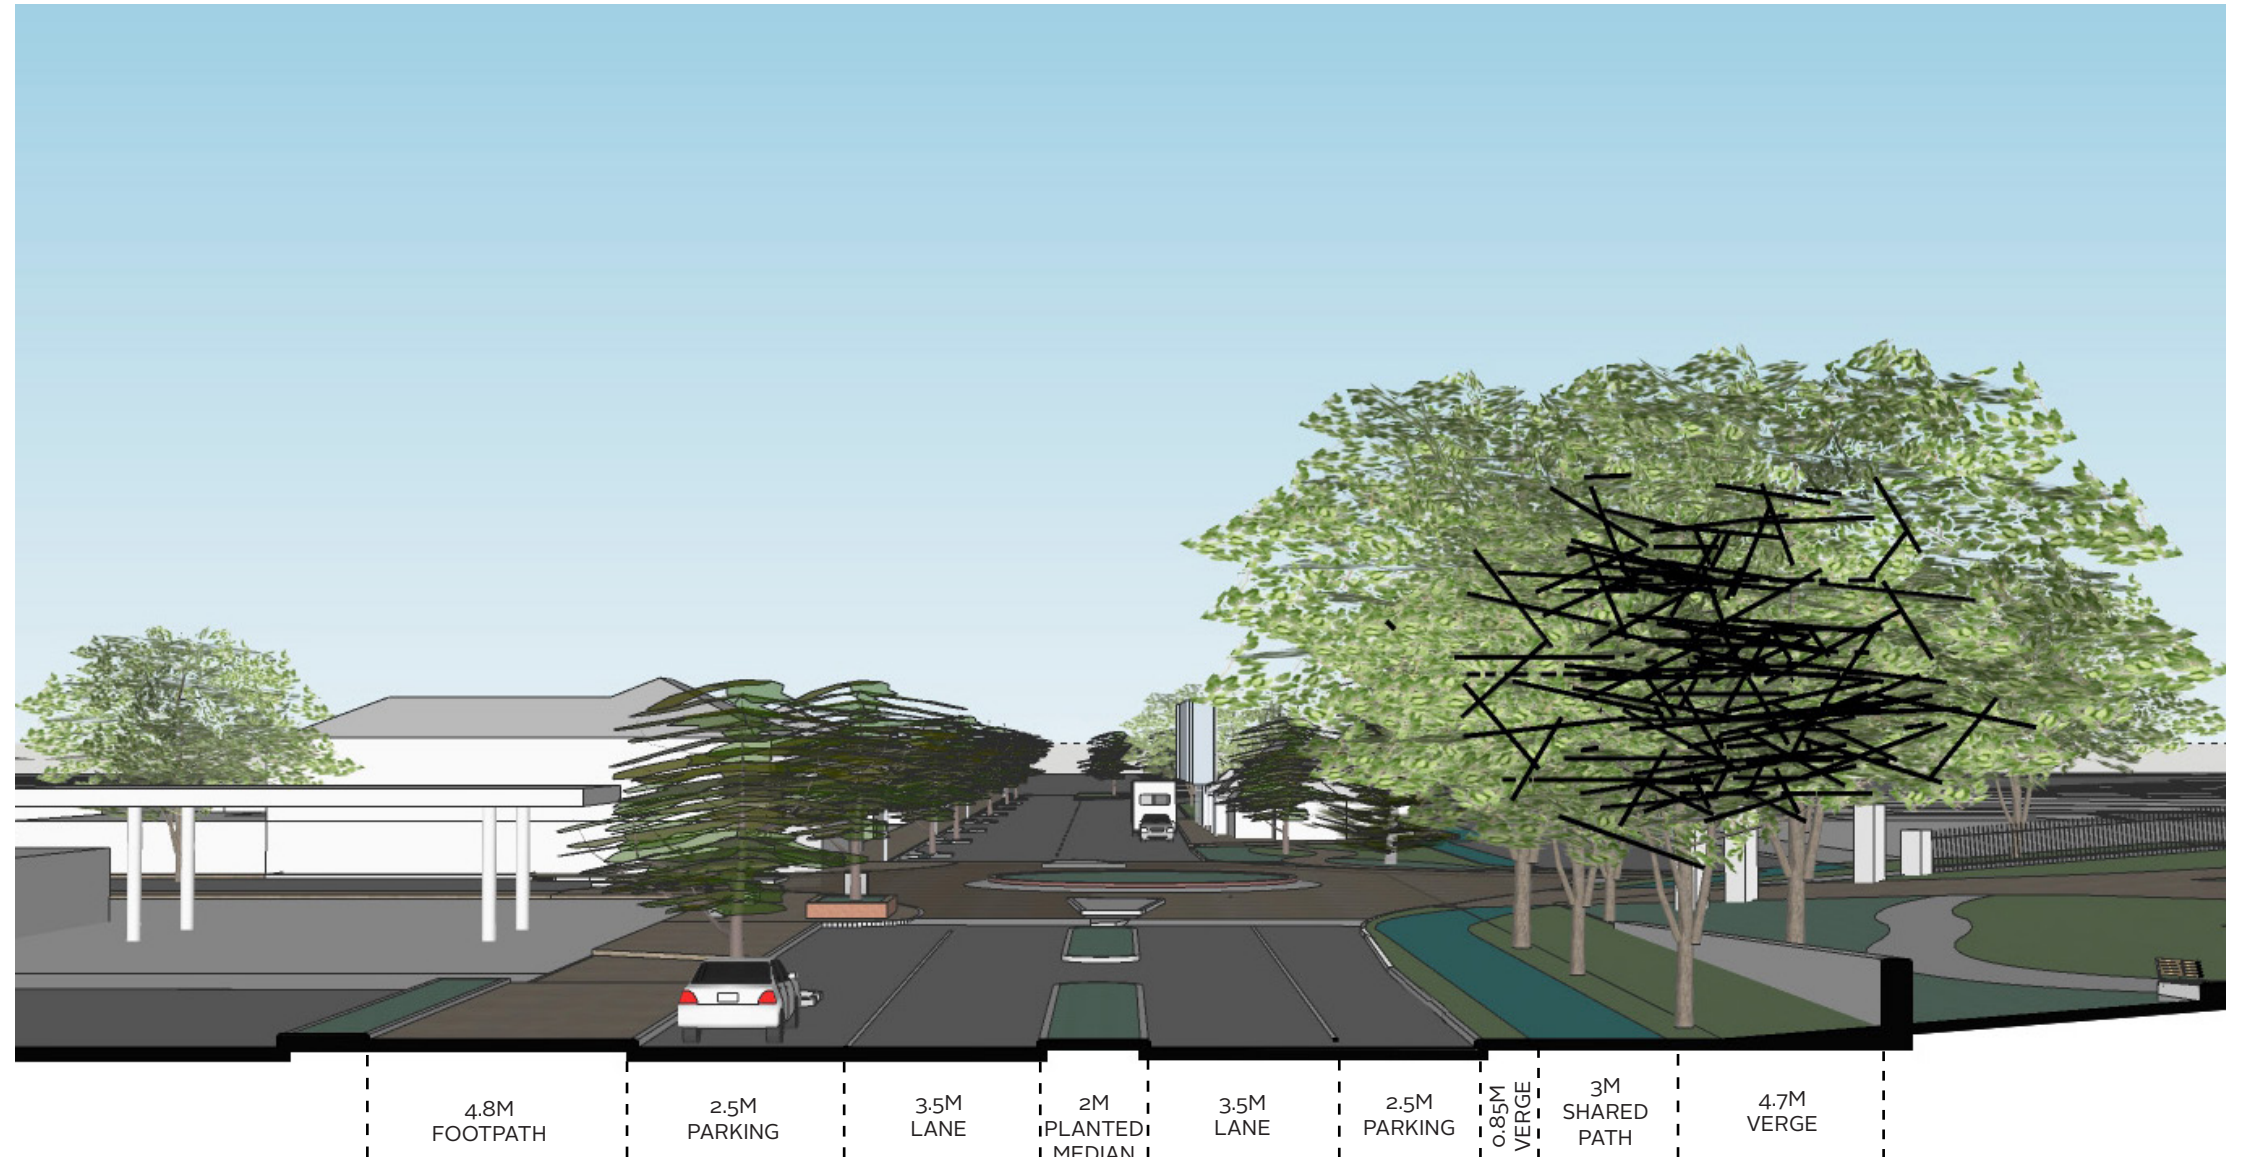 4.8M
FOOTPATH
2.5M
PARKING
3.5M
LANE
2M
PLANTED
MEDIAN
3.5M
LANE
2.5M
PARKING
0.85M
VERGE
3M
SHARED
PATH
4.7M
VERGE